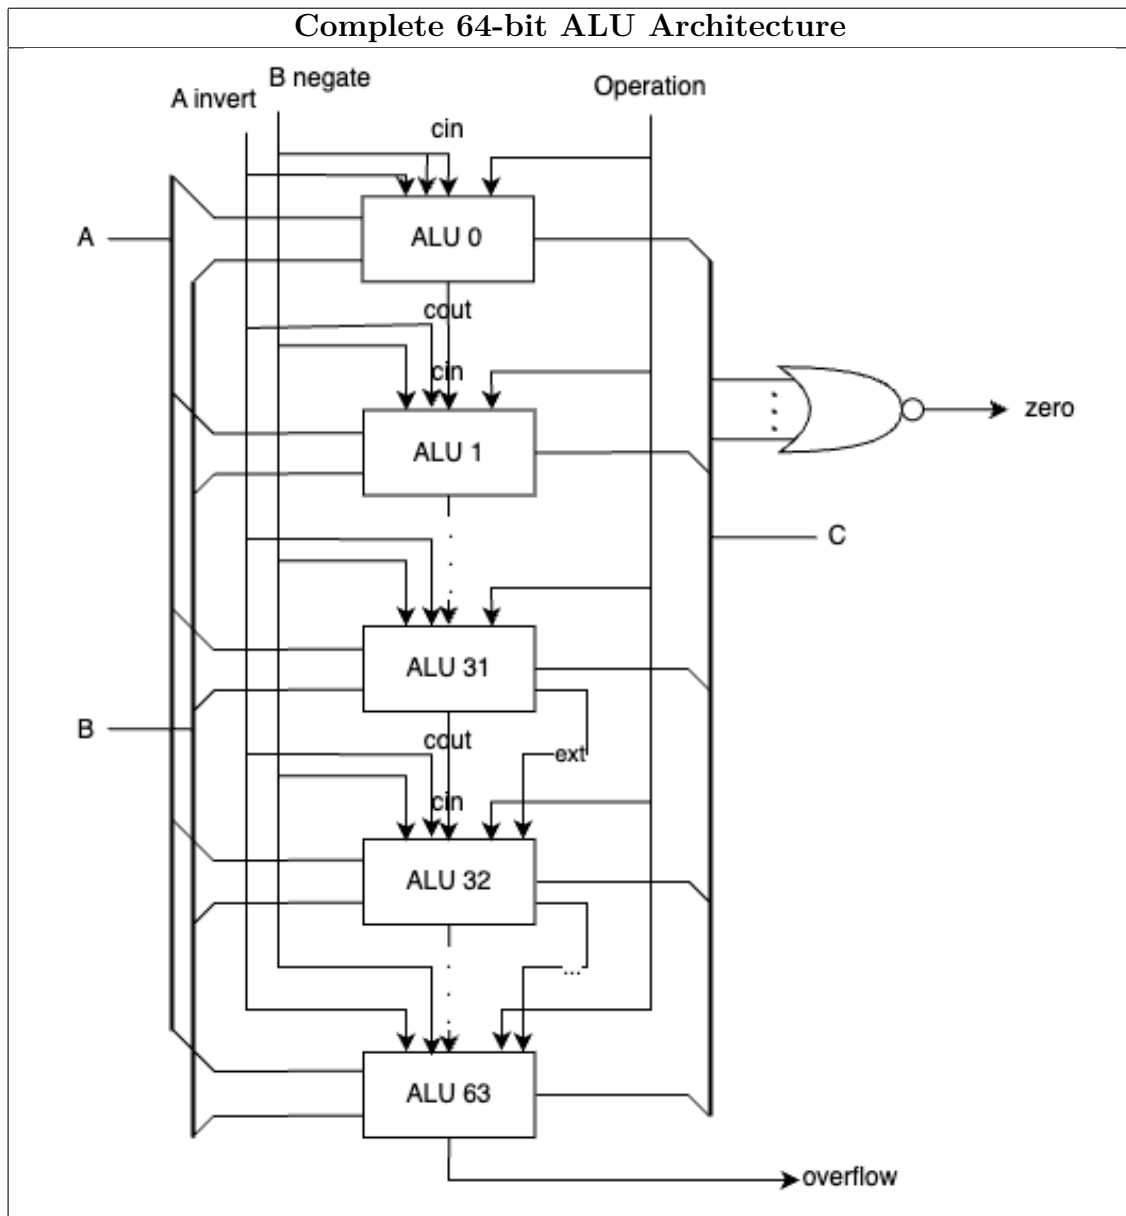 Complete 64-bit ALU Architecture
B negate
A invert
Operation
cin
A
ALU 0
cout
cin
zero
ALU 1
C
ALU 31
B
cout
ext
cin
ALU 32
...
ALU 63
overflow